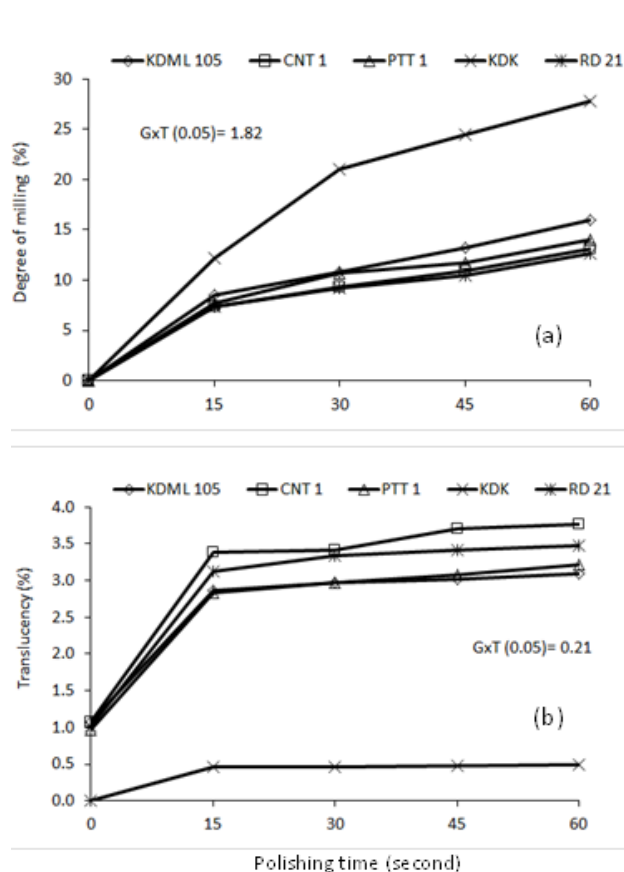 KDML 105 CNT 1 PTT 1 KDK RD 21
30
25
20
15
10
5
0
GxT (0.05)= 1.82
Degree of milling (%)
(a)
0 15 30 45 60
KDML 105 CNT 1 PTT 1 KDK RD 21
4.0
3.5
3.0
2.5
2.0
1.5
1.0
0.5
0.0
Translucency (%)
GxT (0.05)= 0.21
(b)
0 15 30 45 60
Polishing time (second)